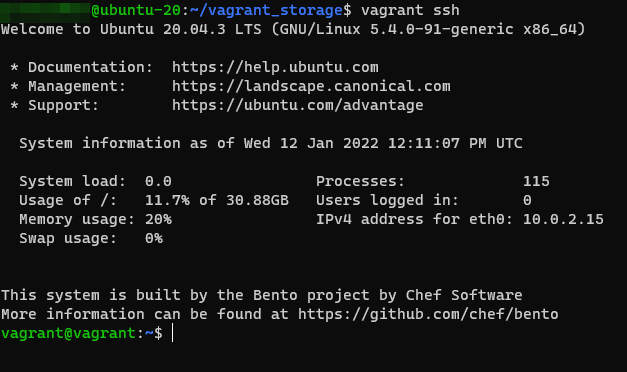 @ubuntu-20:~/vagrant_storage$ vagrant ssh
Welcome to Ubuntu 20.04.3 LTS (GNU/Linux 5.4.0-91-generic x86_64)
* Documentation: https://help.ubuntu.com
* Management: https://landscape.canonical.com
* Support: https://ubuntu.com/advantage
System information as of Wed 12 Jan 2022 12:11:07 PM UTC
System load: 0.0 Processes: 115
Usage of /: 11.7% of 30.88GB Users logged in: 0
Memory usage: 20% IPv4 address for eth0: 10.0.2.15
Swap usage: 0%
This system is built by the Bento project by Chef Software
More information can be found at https://github.com/chef/bento
vagrant@vagrant:~$